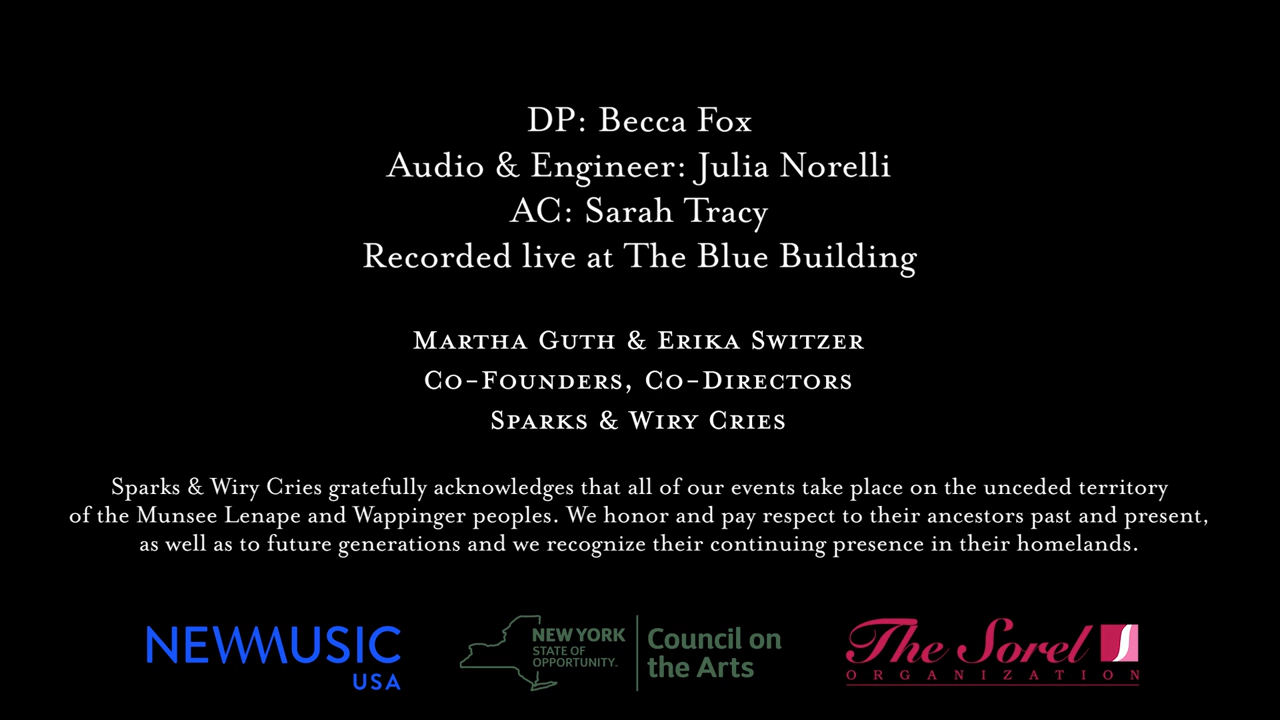 DP: Becca Fox
Audio & Engineer: Julia Norelli
AC: Sarah Tracy
Recorded live at The Blue Building
Martha Guth & Erika Switzer
Co-Founders, Co-Directors
Sparks & Wiry Cries
Sparks & Wiry Cries gratefully acknowledges that all of our events take place on the unceded territory
of the Munsee Lenape and Wappinger peoples. We honor and pay respect to their ancestors past and present,
as well as to future generations and we recognize their continuing presence in their homelands.
NEWMUSIC
USA
NEW YORK
STATE OF
OPPORTUNITY.
Council on
the Arts
The Sorel
ORGANIZATION